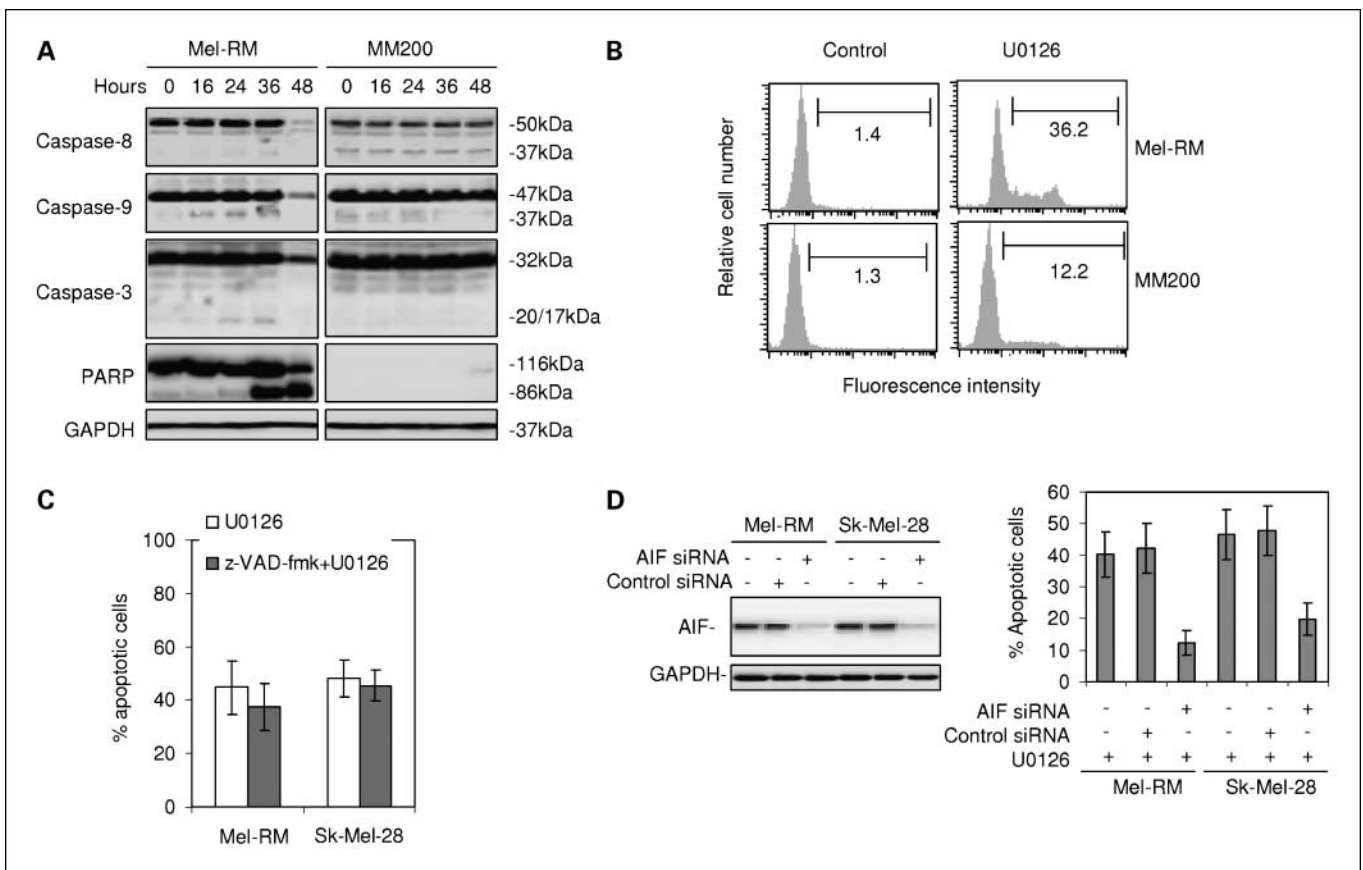 A
Mel-RM MM200
Hours 0 16 24 36 48 0 16 24 36 48
Caspase-8
-50kDa
-37kDa
Caspase-9
-47kDa
-37kDa
Caspase-3
-32kDa
-20/17kDa
PARP
-116kDa
-86kDa
GAPDH
-37kDa
B
Control U0126
Relative cell number
1.4
36.2
Mel-RM
1.3
12.2
MM200
Fluorescence intensity
C
U0126
z-VAD-fmk+U0126
% apoptotic cells
100
80
60
40
20
0
Mel-RM Sk-Mel-28
D
Mel-RM Sk-Mel-28
AIF siRNA - - + - - +
Control siRNA - + - - + -
AIF-
GAPDH-
% Apoptotic cells
60
50
40
30
20
10
0
AIF siRNA - - + - - +
Control siRNA - + - - + -
U0126 + + + + + +
Mel-RM Sk-Mel-28